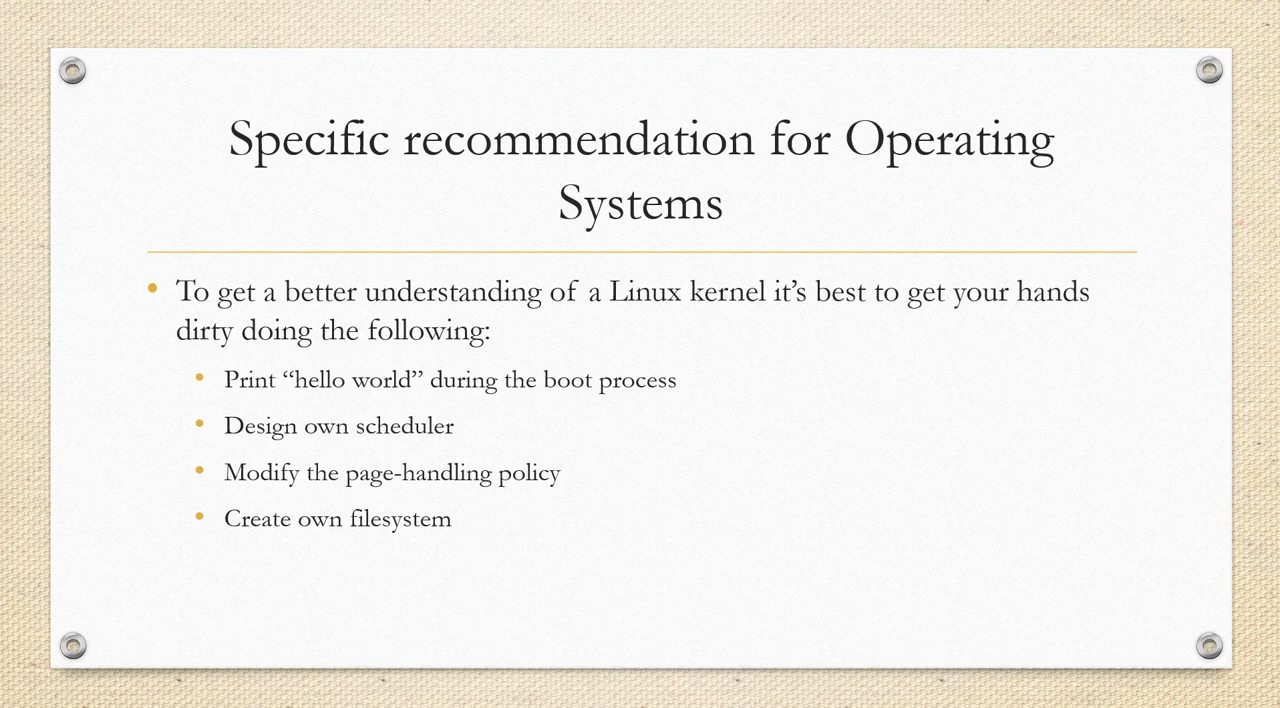 Specific recommendation for Operating
Systems
• To get a better understanding of a Linux kernel it’s best to get your hands
dirty doing the following:
• Print “hello world” during the boot process
• Design own scheduler
• Modify the page-handling policy
• Create own filesystem